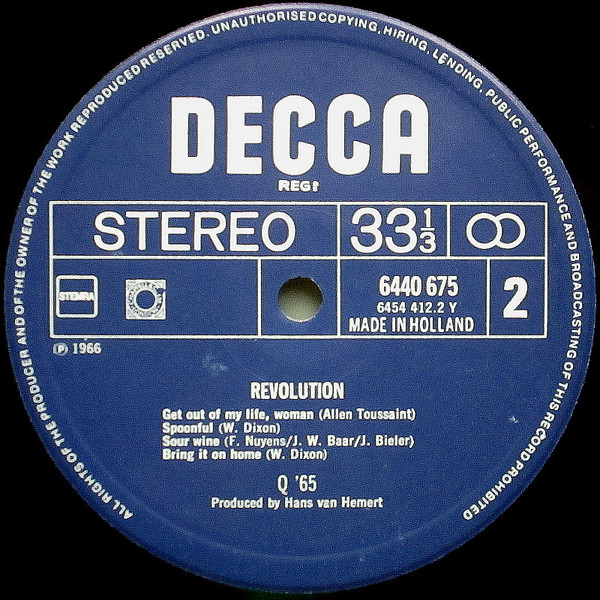 ALL RIGHTS OF THE PRODUCER AND OF THE OWNER OF THE WORK REPRODUCED RESERVED. UNAUTHORISED COPYING, HIRING, LENDING, PUBLIC PERFORMANCE AND BROADCASTING OF THIS RECORD PROHIBITED
DECCA
REGD
STEREO
33 1/3
STEMRA
6440 675
6454 412.2 Y
MADE IN HOLLAND
2
Ⓟ 1966
REVOLUTION
Get out of my life, woman (Allen Toussaint)
Spoonful (W. Dixon)
Sour wine (F. Nuyens/J. W. Baar/J. Bieler)
Bring it on home (W. Dixon)
Q '65
Produced by Hans van Hemert